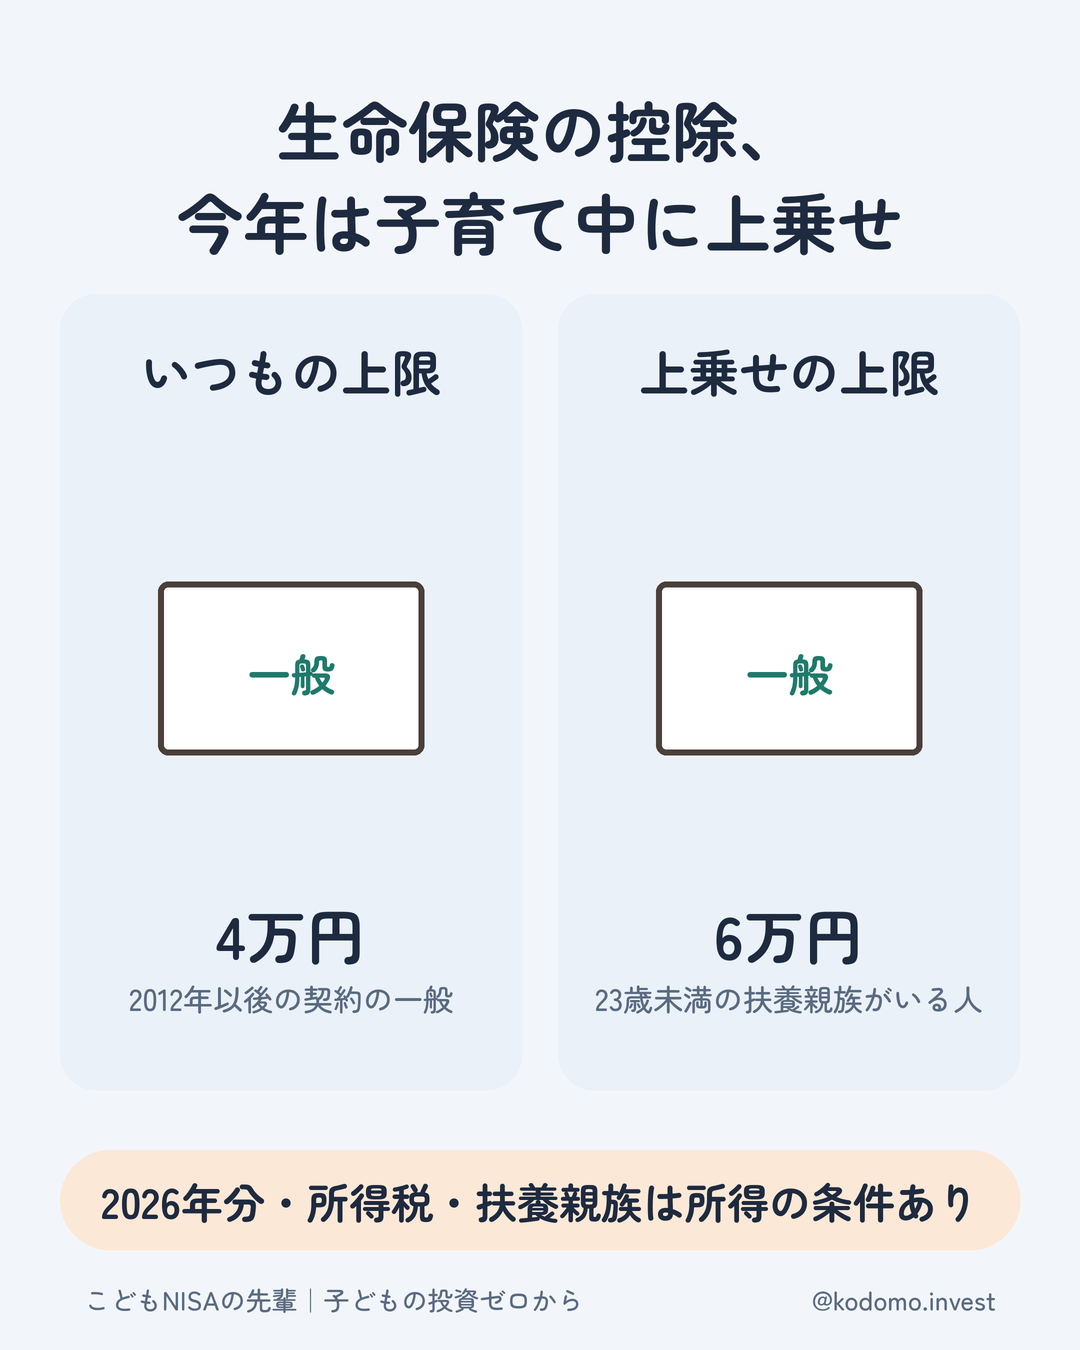 生命保険の控除、
今年は子育て中に上乗せ
いつもの上限
一般
4万円
2012年以後の契約の一般
上乗せの上限
一般
6万円
23歳未満の扶養親族がいる人
2026年分・所得税・扶養親族は所得の条件あり
こどもNISAの先輩｜子どもの投資ゼロから
@kodomo.invest